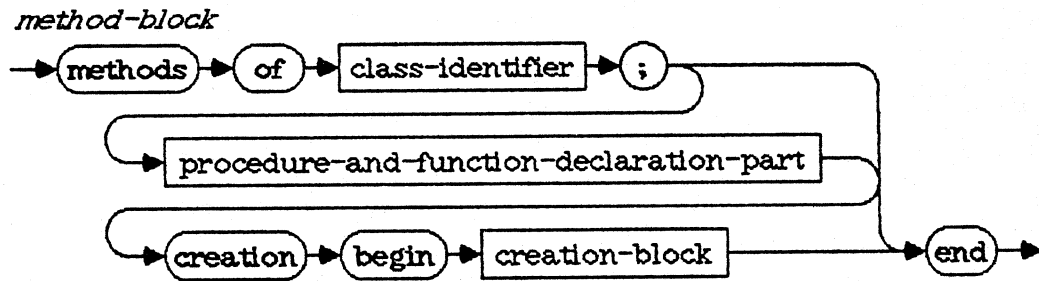 method-block
methods of class-identifier ;
procedure-and-function-declaration-part
creation begin creation-block end